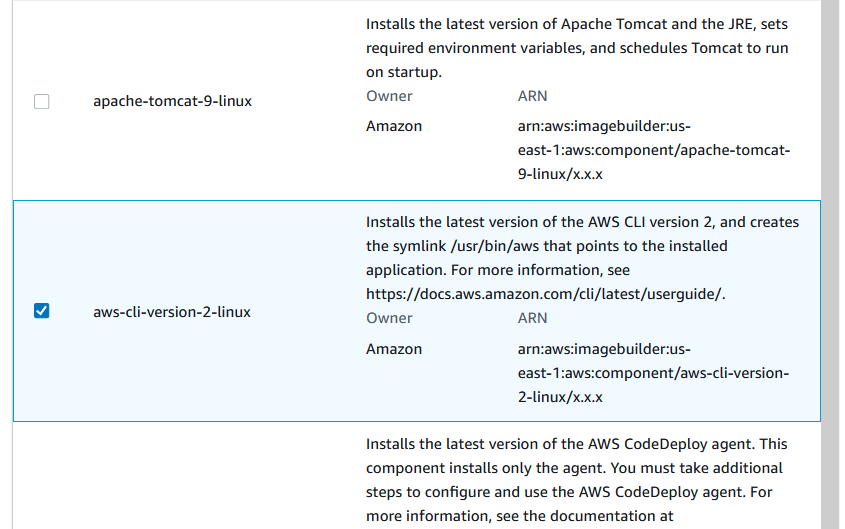 Installs the latest version of Apache Tomcat and the JRE, sets
required environment variables, and schedules Tomcat to run
on startup.
apache-tomcat-9-linux
Owner
ARN
Amazon
arn:aws:imagebuilder:us-
east-1:aws:component/apache-tomcat-
9-linux/x.x.x
Installs the latest version of the AWS CLI version 2, and creates
the symlink /usr/bin/aws that points to the installed
application. For more information, see
https://docs.aws.amazon.com/cli/latest/userguide/.
aws-cli-version-2-linux
Owner
ARN
Amazon
arn:aws:imagebuilder:us-
east-1:aws:component/aws-cli-version-
2-linux/x.x.x
Installs the latest version of the AWS CodeDeploy agent. This
component installs only the agent. You must take additional
steps to configure and use the AWS CodeDeploy agent. For
more information, see the documentation at